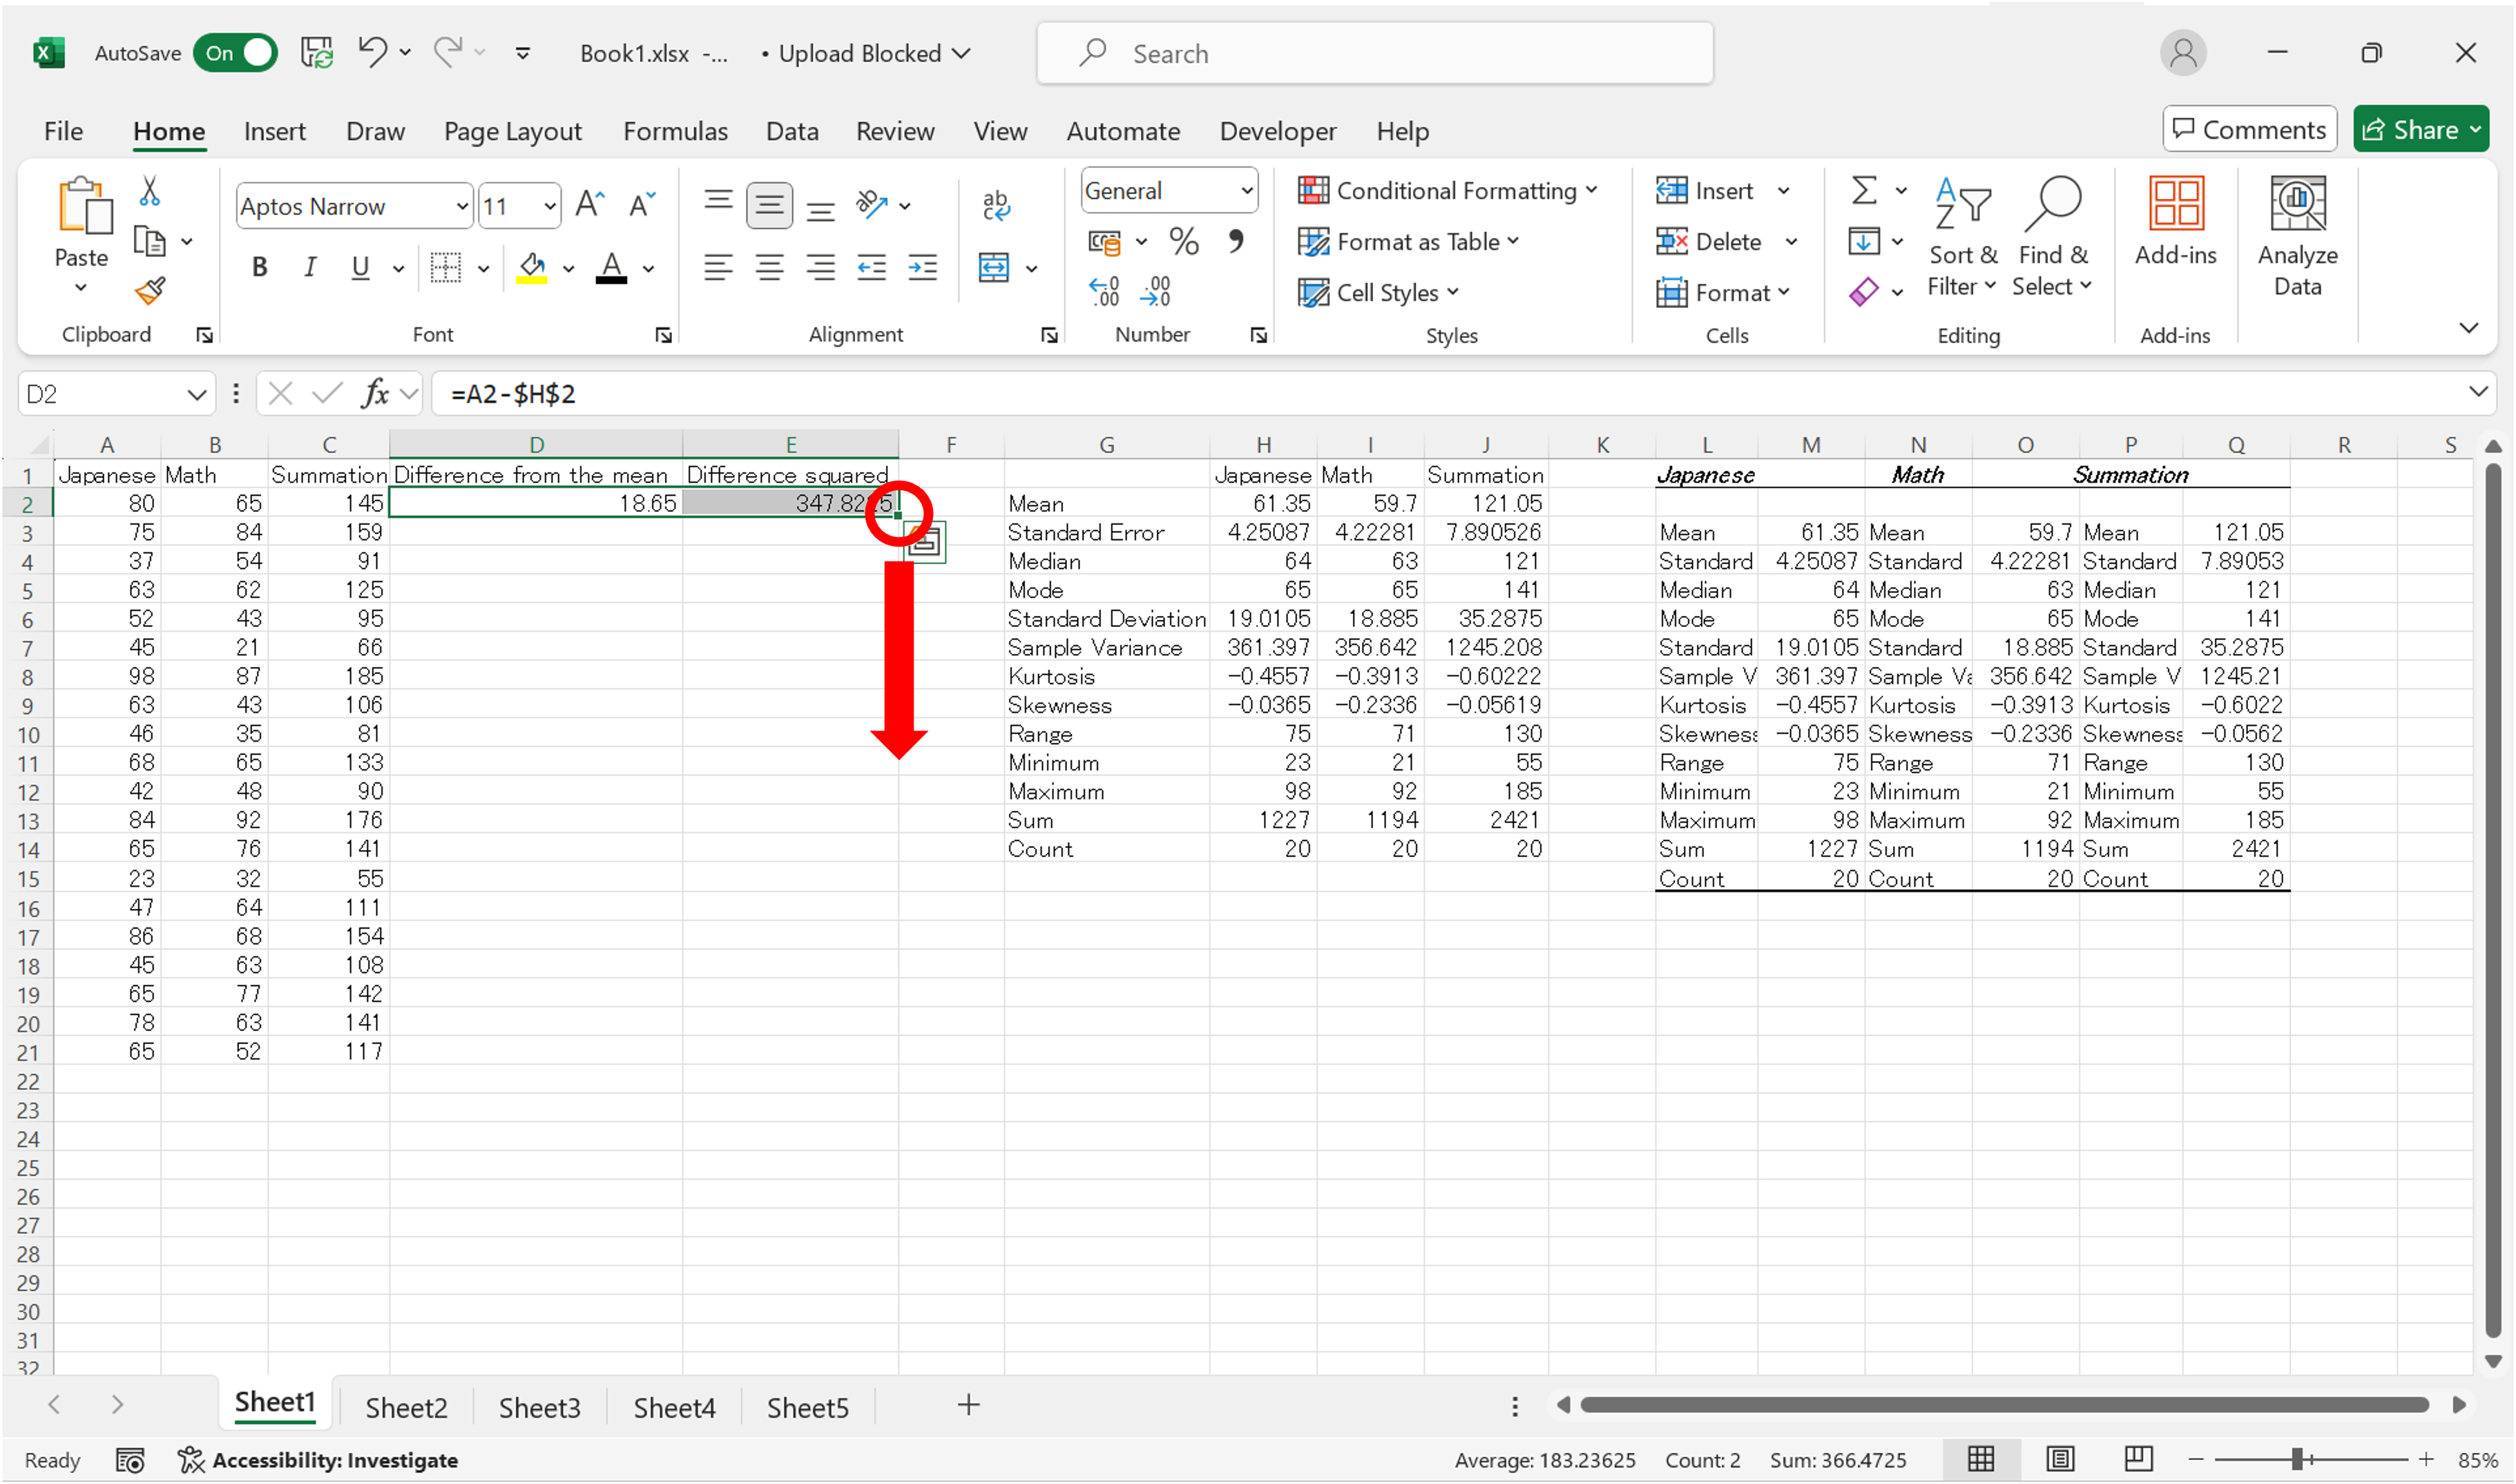 AutoSave On Book1.xlsx -... • Upload Blocked Search
File Home Insert Draw Page Layout Formulas Data Review View Automate Developer Help Comments Share
Paste Aptos Narrow 11 General Conditional Formatting Insert Sort & Filter Find & Select Add-ins Analyze Data
B I U A ab c % Format as Table Delete
Cell Styles Format
Clipboard Font Alignment Number Styles Cells Editing Add-ins
D2 fx =A2-$H$2
A B C D E F G H I J K L M N O P Q R S
1 Japanese Math Summation Difference from the mean Difference squared Japanese Math Summation Japanese Math Summation
2 80 65 145 18.65 347.8225 Mean 61.35 59.7 121.05
3 75 84 159 Standard Error 4.25087 4.22281 7.890526 Mean 61.35 Mean 59.7 Mean 121.05
4 37 54 91 Median 64 63 121 Standard 4.25087 Standard 4.22281 Standard 7.89053
5 63 62 125 Mode 65 65 141 Median 64 Median 63 Median 121
6 52 43 95 Standard Deviation 19.0105 18.885 35.2875 Mode 65 Mode 65 Mode 141
7 45 21 66 Sample Variance 361.397 356.642 1245.208 Standard 19.0105 Standard 18.885 Standard 35.2875
8 98 87 185 Kurtosis -0.4557 -0.3913 -0.60222 Sample V 361.397 Sample Va 356.642 Sample V 1245.21
9 63 43 106 Skewness -0.0365 -0.2336 -0.05619 Kurtosis -0.4557 Kurtosis -0.3913 Kurtosis -0.6022
10 46 35 81 Range 75 71 130 Skewness -0.0365 Skewness -0.2336 Skewness -0.0562
11 68 65 133 Minimum 23 21 55 Range 75 Range 71 Range 130
12 42 48 90 Maximum 98 92 185 Minimum 23 Minimum 21 Minimum 55
13 84 92 176 Sum 1227 1194 2421 Maximum 98 Maximum 92 Maximum 185
14 65 76 141 Count 20 20 20 Sum 1227 Sum 1194 Sum 2421
15 23 32 55 Count 20 Count 20 Count 20
16 47 64 111
17 86 68 154
18 45 63 108
19 65 77 142
20 78 63 141
21 65 52 117
22
23
24
25
26
27
28
29
30
31
32
Sheet1 Sheet2 Sheet3 Sheet4 Sheet5
Ready Accessibility: Investigate Average: 183.23625 Count: 2 Sum: 366.4725 85%